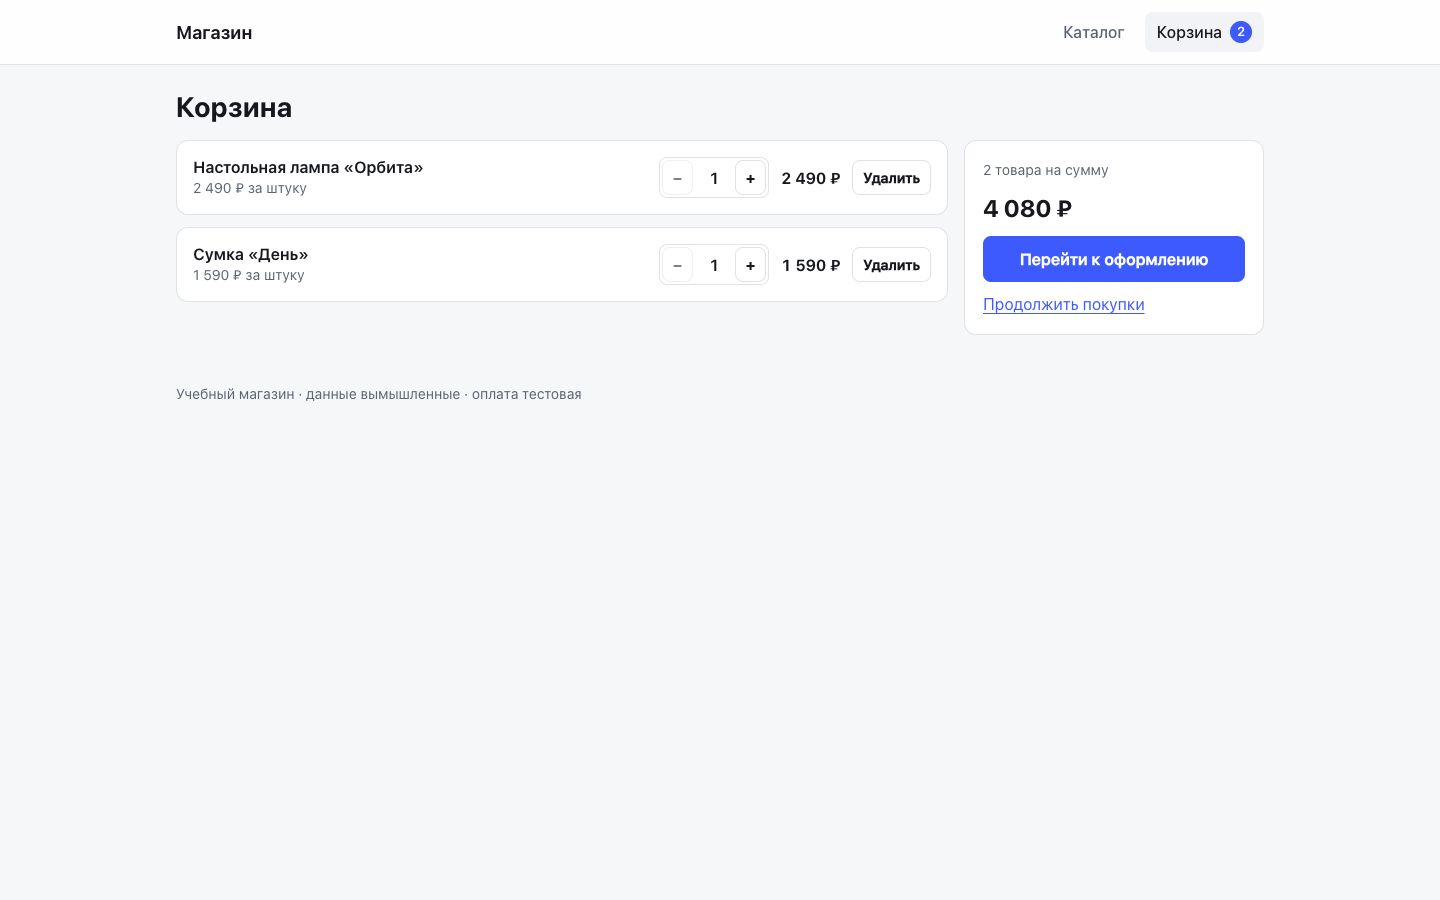 Магазин
Каталог
Корзина 2
Корзина
Настольная лампа «Орбита»
2 490 ₽ за штуку
− 1 + 2 490 ₽ Удалить
Сумка «День»
1 590 ₽ за штуку
− 1 + 1 590 ₽ Удалить
2 товара на сумму
4 080 ₽
Перейти к оформлению
Продолжить покупки
Учебный магазин · данные вымышленные · оплата тестовая